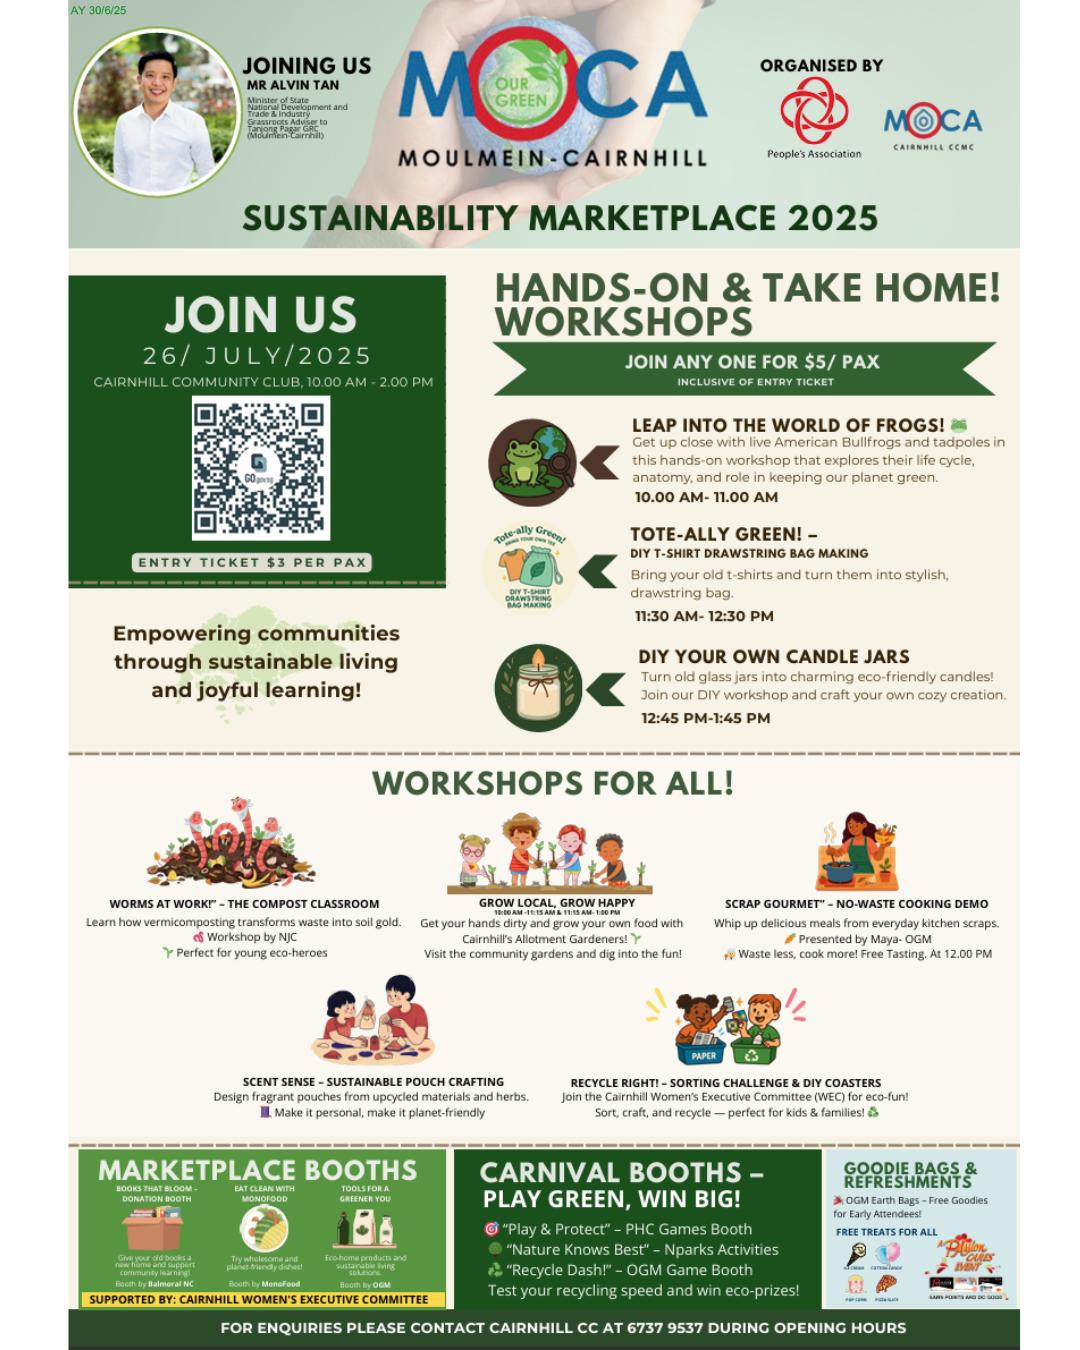 AY 30/6/25
JOINING US
MR ALVIN TAN
Minister of State
National Development and
Trade & Industry
Grassroots Adviser to
Tanjong Pagar GRC
(Moulmein-Cairnhill)
MOCA
OUR
GREEN
MOULMEIN-CAIRNHILL
ORGANISED BY
People's Association
MOCA
CAIRNHILL CCMC
SUSTAINABILITY MARKETPLACE 2025
JOIN US
26/ JULY/2025
CAIRNHILL COMMUNITY CLUB, 10.00 AM - 2.00 PM
GOgovsg
ENTRY TICKET $3 PER PAX
Empowering communities
through sustainable living
and joyful learning!
HANDS-ON & TAKE HOME!
WORKSHOPS
JOIN ANY ONE FOR $5/ PAX
INCLUSIVE OF ENTRY TICKET
LEAP INTO THE WORLD OF FROGS! 🐸
Get up close with live American Bullfrogs and tadpoles in
this hands-on workshop that explores their life cycle,
anatomy, and role in keeping our planet green.
10.00 AM- 11.00 AM
Tote-ally Green!
BRING YOUR OWN TEE
DIY T-SHIRT
DRAWSTRING
BAG MAKING
TOTE-ALLY GREEN! –
DIY T-SHIRT DRAWSTRING BAG MAKING
Bring your old t-shirts and turn them into stylish,
drawstring bag.
11:30 AM- 12:30 PM
DIY YOUR OWN CANDLE JARS
Turn old glass jars into charming eco-friendly candles!
Join our DIY workshop and craft your own cozy creation.
12:45 PM-1:45 PM
WORKSHOPS FOR ALL!
WORMS AT WORK!” – THE COMPOST CLASSROOM
Learn how vermicomposting transforms waste into soil gold.
🪱 Workshop by NJC
🌱 Perfect for young eco-heroes
GROW LOCAL, GROW HAPPY
10:00 AM -11:15 AM & 11:15 AM- 1:00 PM
Get your hands dirty and grow your own food with
Cairnhill’s Allotment Gardeners! 🌱
Visit the community gardens and dig into the fun!
SCRAP GOURMET” – NO-WASTE COOKING DEMO
Whip up delicious meals from everyday kitchen scraps.
🥕 Presented by Maya- OGM
Waste less, cook more! Free Tasting. At 12.00 PM
SCENT SENSE – SUSTAINABLE POUCH CRAFTING
Design fragrant pouches from upcycled materials and herbs.
🧵 Make it personal, make it planet-friendly
PAPER
RECYCLE RIGHT! – SORTING CHALLENGE & DIY COASTERS
Join the Cairnhill Women’s Executive Committee (WEC) for eco-fun!
Sort, craft, and recycle — perfect for kids & families! ♻️
MARKETPLACE BOOTHS
BOOKS THAT BLOOM –
DONATION BOOTH
Give your old books a
new home and support
community learning!
Booth by Balmoral NC
EAT CLEAN WITH
MONOFOOD
Try wholesome and
planet-friendly dishes!
Booth by MonoFood
TOOLS FOR A
GREENER YOU
Eco-home products and
sustainable living
solutions.
Booth by OGM
SUPPORTED BY: CAIRNHILL WOMEN'S EXECUTIVE COMMITTEE
CARNIVAL BOOTHS –
PLAY GREEN, WIN BIG!
🎯 “Play & Protect” – PHC Games Booth
🌳 “Nature Knows Best” – Nparks Activities
♻️ “Recycle Dash!” – OGM Game Booth
Test your recycling speed and win eco-prizes!
GOODIE BAGS &
REFRESHMENTS
🎉 OGM Earth Bags – Free Goodies
for Early Attendees!
FREE TREATS FOR ALL
ICE CREAM
COTTON CANDY
POP CORN
PIZZA SLICE
A Passion
CARES
EVENT
EARN POINTS AND DO GOOD
FOR ENQUIRIES PLEASE CONTACT CAIRNHILL CC AT 6737 9537 DURING OPENING HOURS